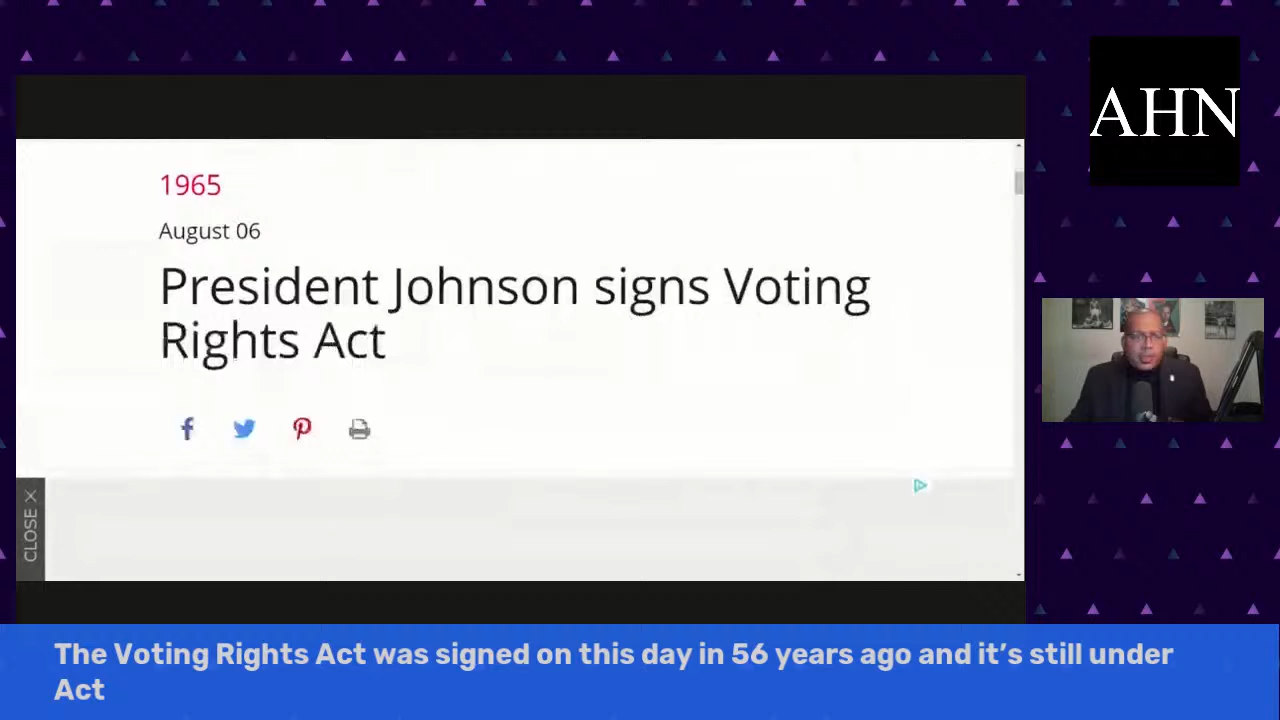 AHN
1965
August 06
President Johnson signs Voting
Rights Act
CLOSE X
The Voting Rights Act was signed on this day in 56 years ago and it's still under
Act